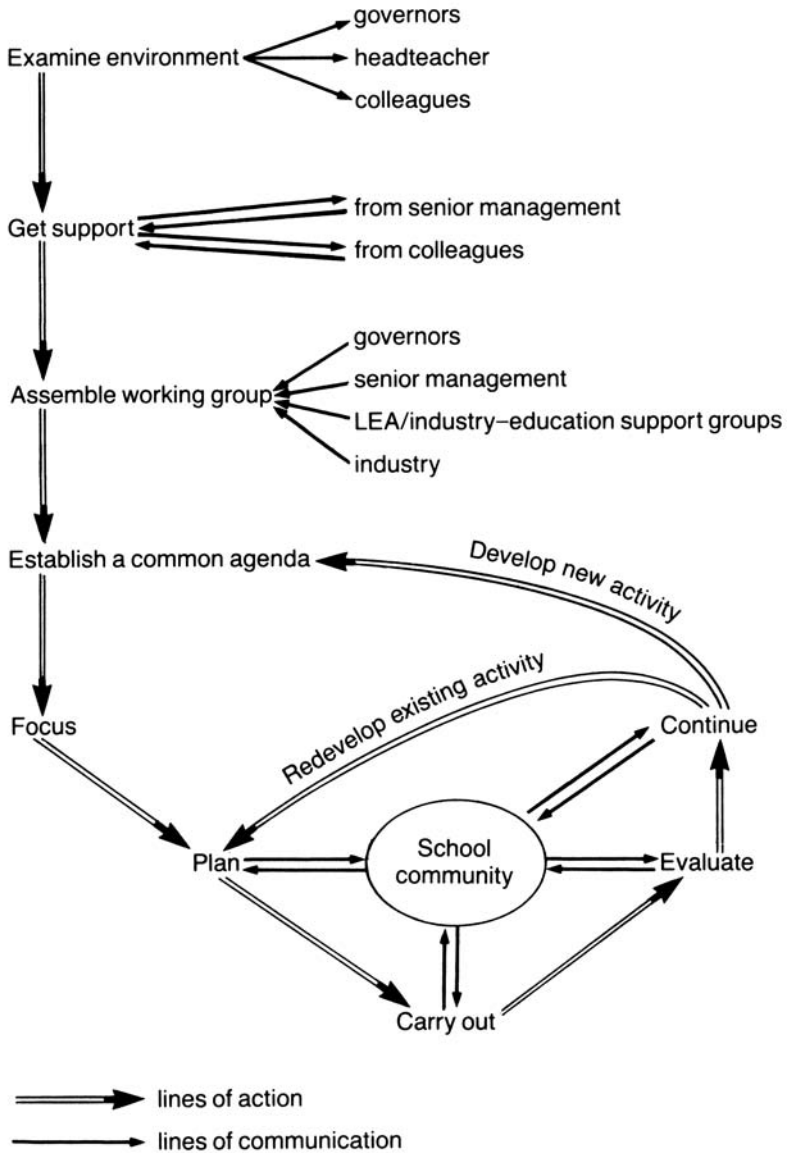 governors
Examine environment
headteacher
colleagues
Get support
from senior management
from colleagues
governors
Assemble working group
senior management
LEA/industry–education support groups
industry
Establish a common agenda
Develop new activity
Redevelop existing activity
Focus
Continue
Plan
School
community
Evaluate
Carry out
lines of action
lines of communication